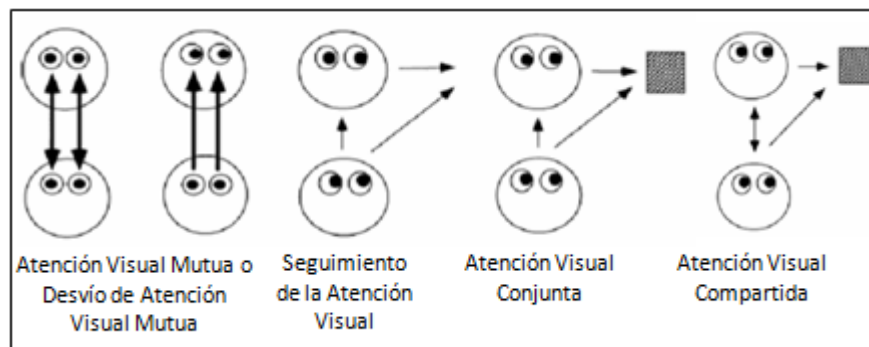 Atención Visual Mutua o
Desvío de Atención
Visual Mutua
Seguimiento
de la Atención
Visual
Atención Visual
Conjunta
Atención Visual
Compartida